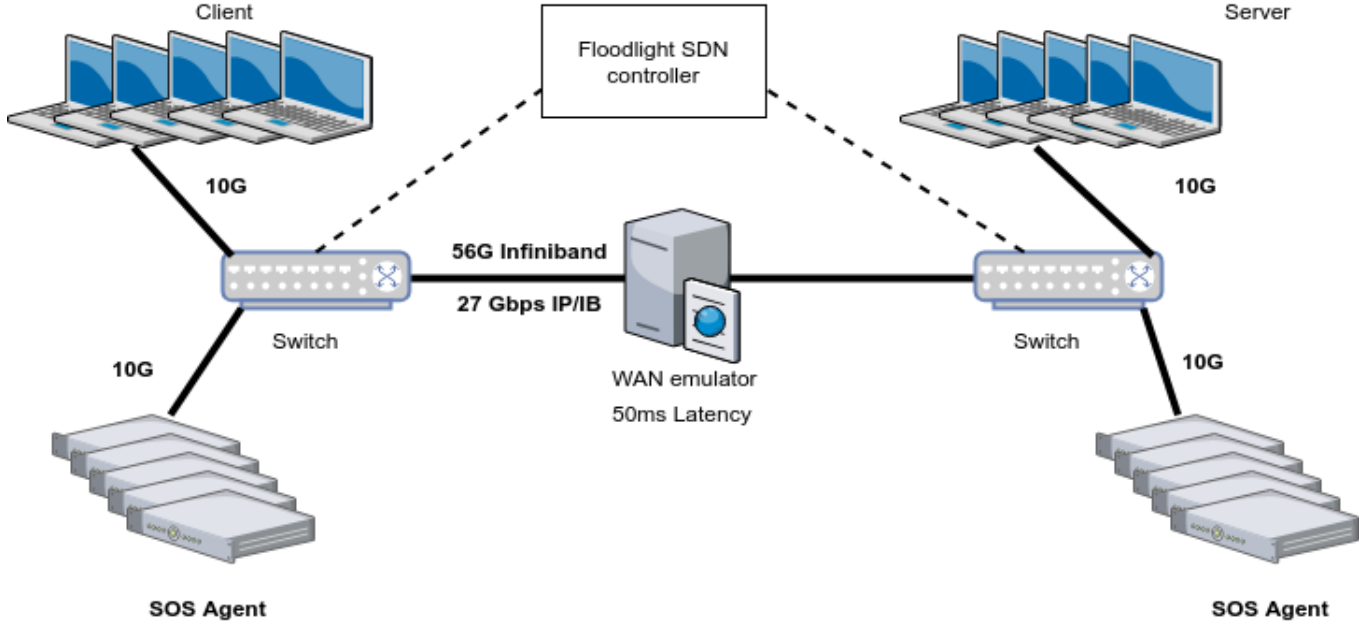 Client
Server
Floodlight SDN
controller
10G
10G
56G Infiniband
27 Gbps IP/IB
Switch
Switch
10G
10G
WAN emulator
50ms Latency
SOS Agent
SOS Agent